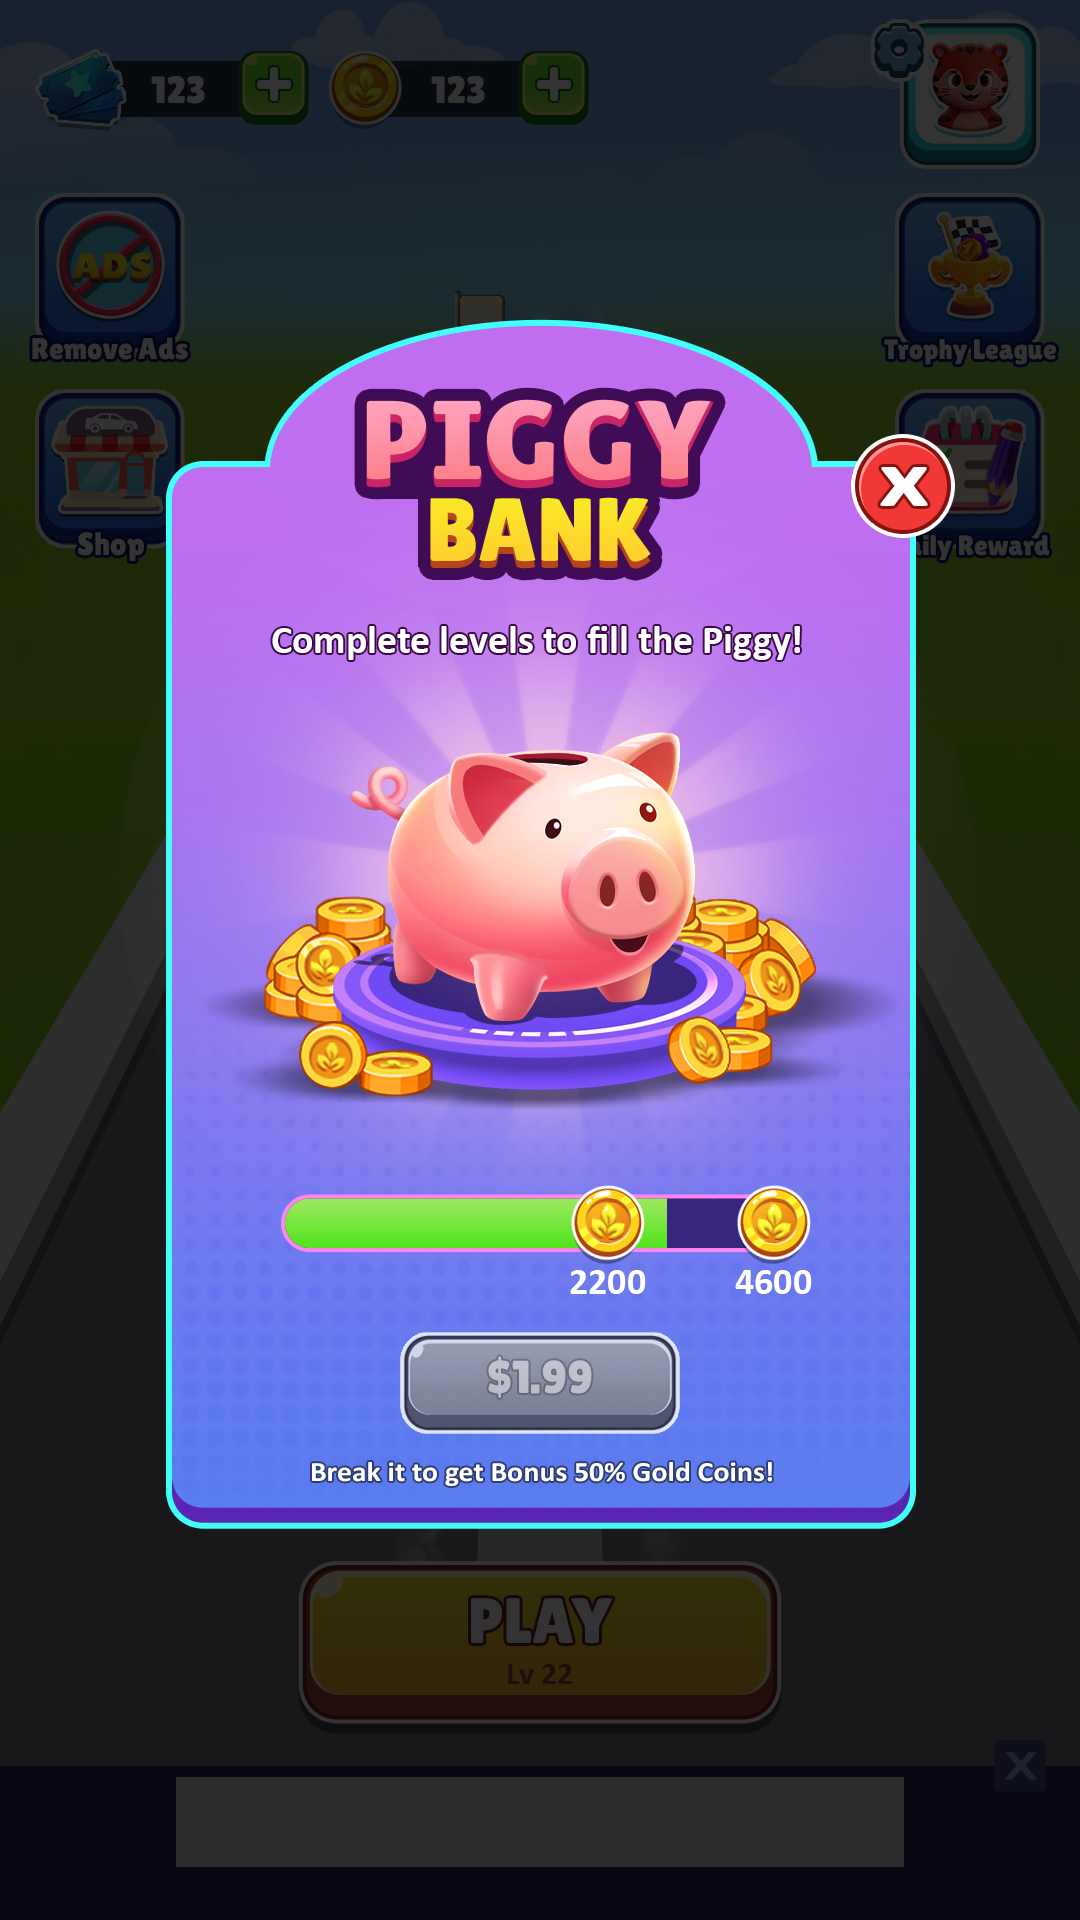 123
123
ADS
Remove Ads
Trophy League
Shop
aily Reward
PIGGY
BANK
X
Complete levels to fill the Piggy!
2200
4600
$1.99
Break it to get Bonus 50% Gold Coins!
PLAY
Lv 22
X